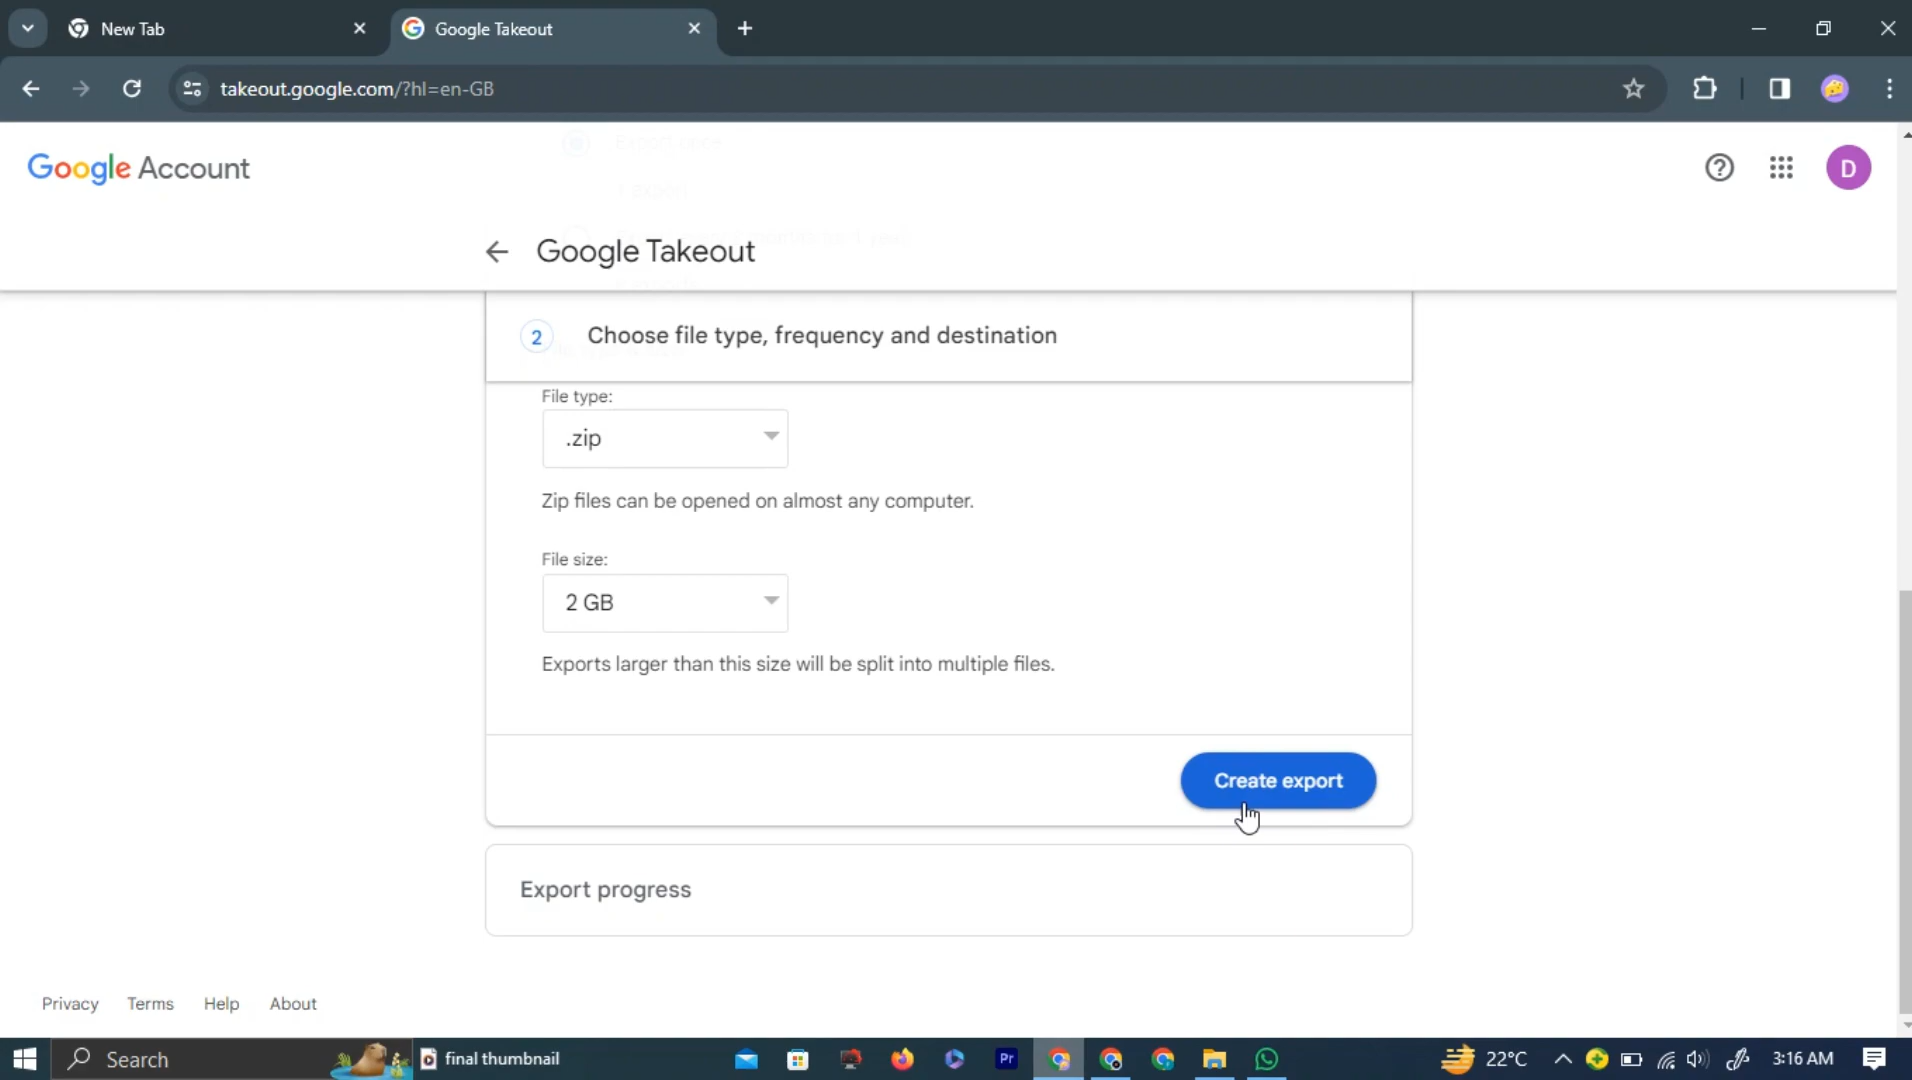 New Tab
Google Takeout
takeout.google.com/?hl=en-GB
Google Account
D
Google Takeout
2
Choose file type, frequency and destination
File type:
.zip
Zip files can be opened on almost any computer.
File size:
2 GB
Exports larger than this size will be split into multiple files.
Create export
Export progress
Privacy
Terms
Help
About
Search
final thumbnail
Pr
22°C
3:16 AM